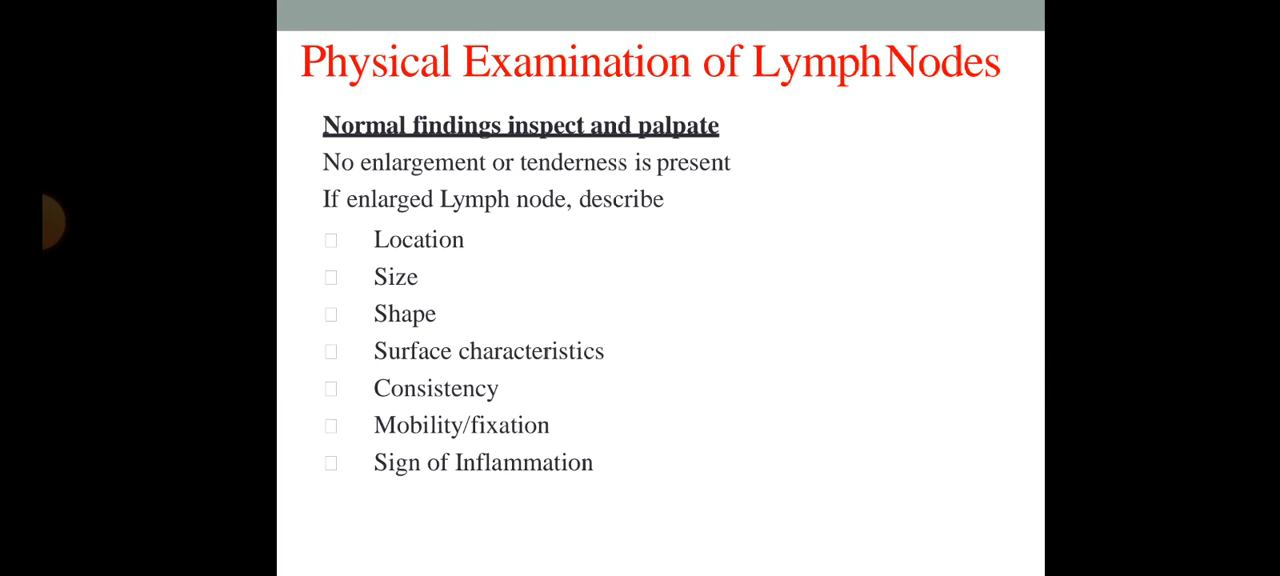 Physical Examination of Lymph Nodes
Normal findings inspect and palpate
No enlargement or tenderness is present
If enlarged Lymph node, describe
Location
Size
Shape
Surface characteristics
Consistency
Mobility/fixation
Sign of Inflammation